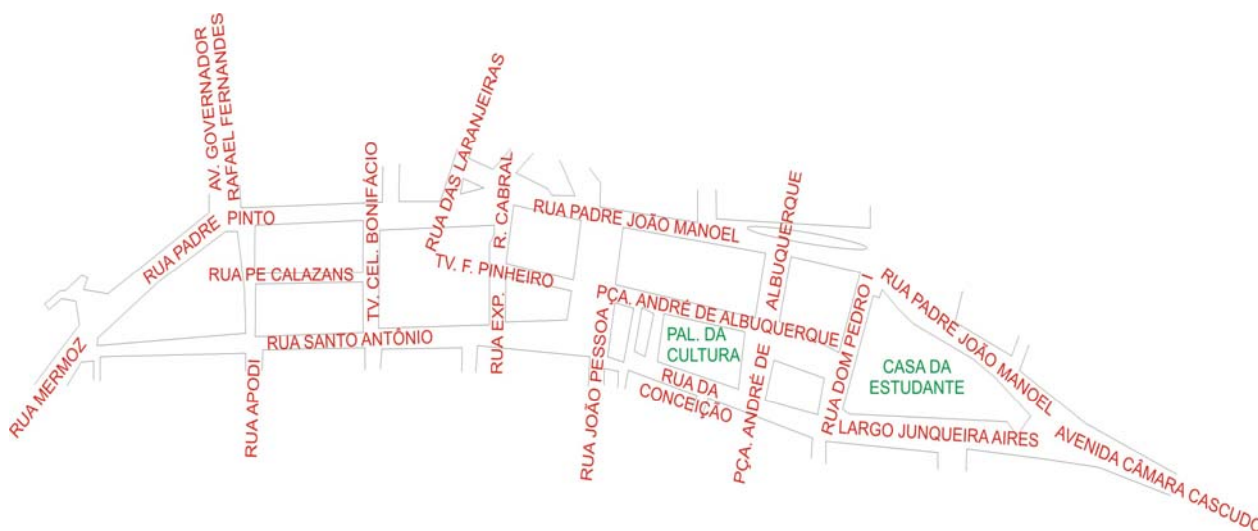 AV. GOVERNADOR
RAFAEL FERNANDES
RUA PADRE PINTO
RUA PE CALAZANS
TV. CEL. BONIFÁCIO
RUA DAS LARANJEIRAS
RUA EXP. R. CABRAL
TV. F. PINHEIRO
RUA PADRE JOÃO MANOEL
PÇA. ANDRÉ DE ALBUQUERQUE
PÇA. ANDRÉ DE ALBUQUERQUE
RUA DOM PEDRO I
RUA PADRE JOÃO MANOEL
PAL. DA
CULTURA
CASA DA
ESTUDANTE
RUA SANTO ANTÔNIO
RUA MERMOZ
RUA APODI
RUA JOÃO PESSOA
RUA DA
CONCEIÇÃO
LARGO JUNQUEIRA AIRES
AVENIDA CÂMARA CASCUDO